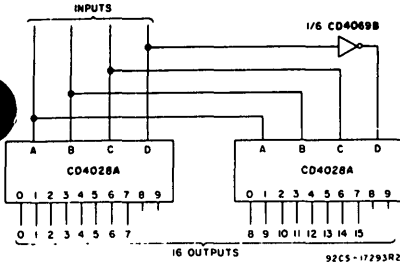 INPUTS
1/6 CD4069B
A B C D
A B C D
CD4028A
CD4028A
0 1 2 3 4 5 6 7 8 9
0 1 2 3 4 5 6 7 8 9
0 1 2 3 4 5 6 7
8 9 10 11 12 13 14 15
16 OUTPUTS
92CS-17293R2